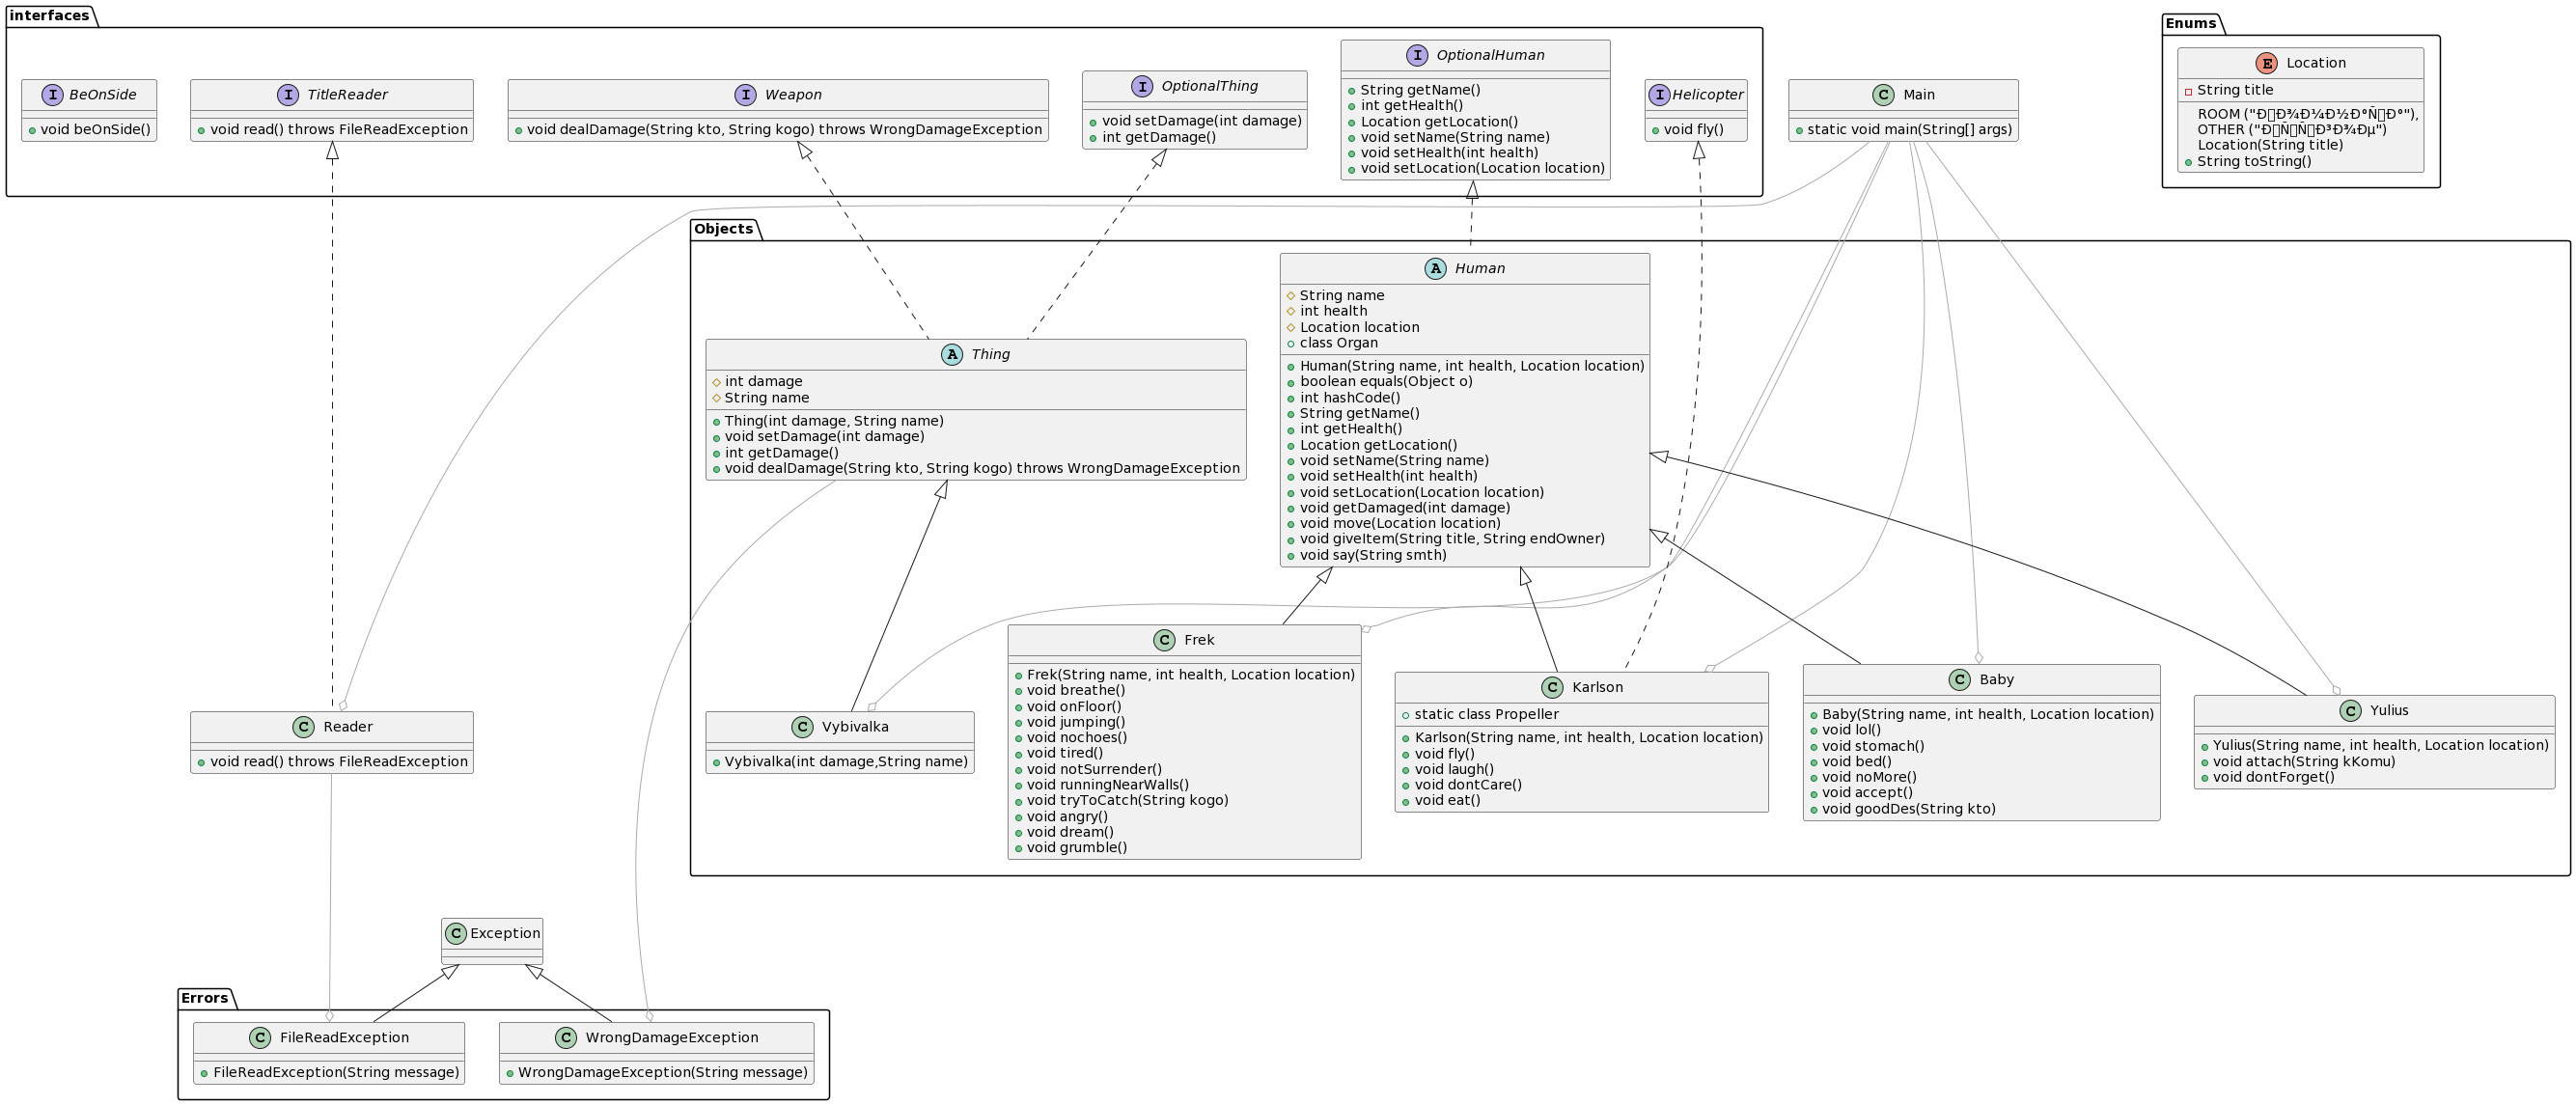 interfaces
I BeOnSide
void beOnSide()
I TitleReader
void read() throws FileReadException
I Weapon
void dealDamage(String kto, String kogo) throws WrongDamageException
I OptionalThing
void setDamage(int damage)
int getDamage()
I OptionalHuman
String getName()
int getHealth()
Location getLocation()
void setName(String name)
void setHealth(int health)
void setLocation(Location location)
I Helicopter
void fly()
C Main
static void main(String[] args)
Enums
E Location
String title
ROOM ("Ð▯Ð¾Ð¼Ð½Ð°Ñ▯Ð°"),
OTHER ("Ð▯Ñ▯Ñ▯Ð³Ð¾Ðµ")
Location(String title)
String toString()
Objects
A Thing
int damage
String name
Thing(int damage, String name)
void setDamage(int damage)
int getDamage()
void dealDamage(String kto, String kogo) throws WrongDamageException
A Human
String name
int health
Location location
class Organ
Human(String name, int health, Location location)
boolean equals(Object o)
int hashCode()
String getName()
int getHealth()
Location getLocation()
void setName(String name)
void setHealth(int health)
void setLocation(Location location)
void getDamaged(int damage)
void move(Location location)
void giveItem(String title, String endOwner)
void say(String smth)
C Reader
void read() throws FileReadException
C Vybivalka
Vybivalka(int damage,String name)
C Frek
Frek(String name, int health, Location location)
void breathe()
void onFloor()
void jumping()
void nochoes()
void tired()
void notSurrender()
void runningNearWalls()
void tryToCatch(String kogo)
void angry()
void dream()
void grumble()
C Karlson
static class Propeller
Karlson(String name, int health, Location location)
void fly()
void laugh()
void dontCare()
void eat()
C Baby
Baby(String name, int health, Location location)
void lol()
void stomach()
void bed()
void noMore()
void accept()
void goodDes(String kto)
C Yulius
Yulius(String name, int health, Location location)
void attach(String kKomu)
void dontForget()
C Exception
Errors
C FileReadException
FileReadException(String message)
C WrongDamageException
WrongDamageException(String message)